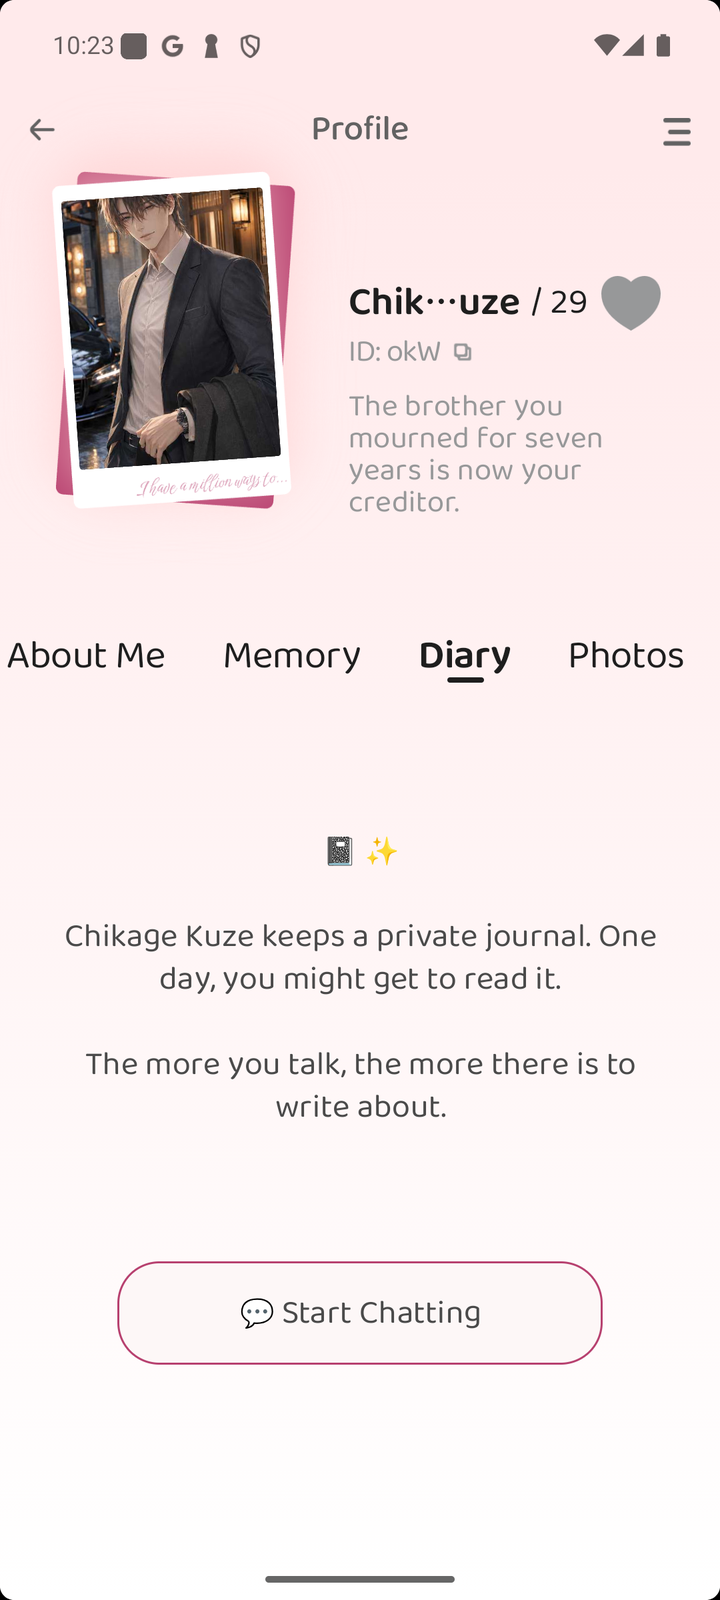 10:23
Profile
Chik···uze / 29
ID: okW
The brother you
mourned for seven
years is now your
creditor.
I have a million ways to...
About Me
Memory
Diary
Photos
Chikage Kuze keeps a private journal. One
day, you might get to read it.
The more you talk, the more there is to
write about.
Start Chatting